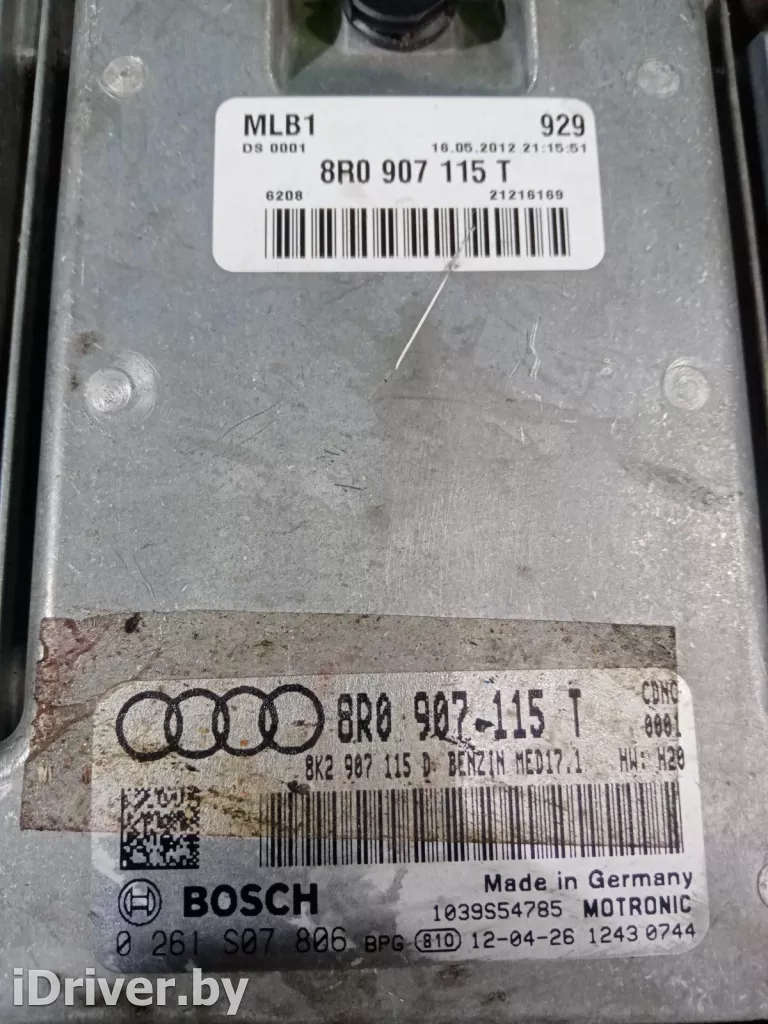 MLB1 929
DS 0001 16.05.2012 21:15:51
8R0 907 115 T
6208 21216169
8R0 907 115 T CBNO
0001
8K2 907 115 D BENZIN MED17.1 HW: H20
BOSCH
Made in Germany
1039S54785 MOTRONIC
0 261 S07 806 BPG 810 12-04-26 1243 0744
iDriver.by